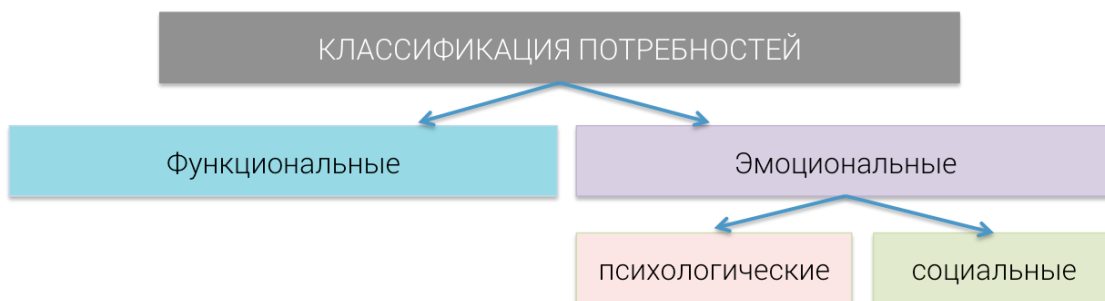 КЛАССИФИКАЦИЯ ПОТРЕБНОСТЕЙ
Функциональные
Эмоциональные
психологические
социальные